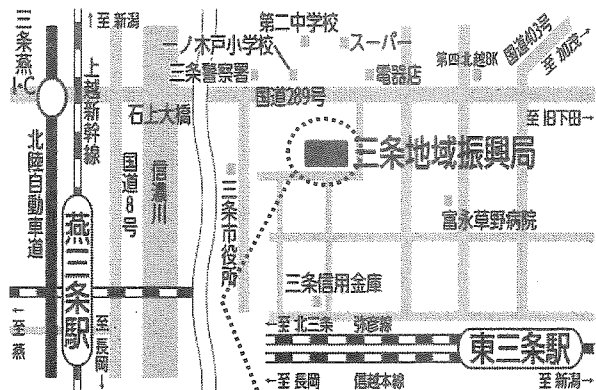 ↑至新潟
三条燕
I・C
上越新幹線
北陸自動車道
燕三条駅
国道8号
石上大橋
信濃川
至長岡→
←至燕
第二中学校
一ノ木戸小学校
スーパー
三条警察署
電器店
第四北越BK
国道403号
至加茂→
国道289号
至旧下田→
三条地域振興局
三条市役所
富永草野病院
三条信用金庫
←至北三条
弥彦線
東三条駅
←至長岡
信越本線
至新潟→